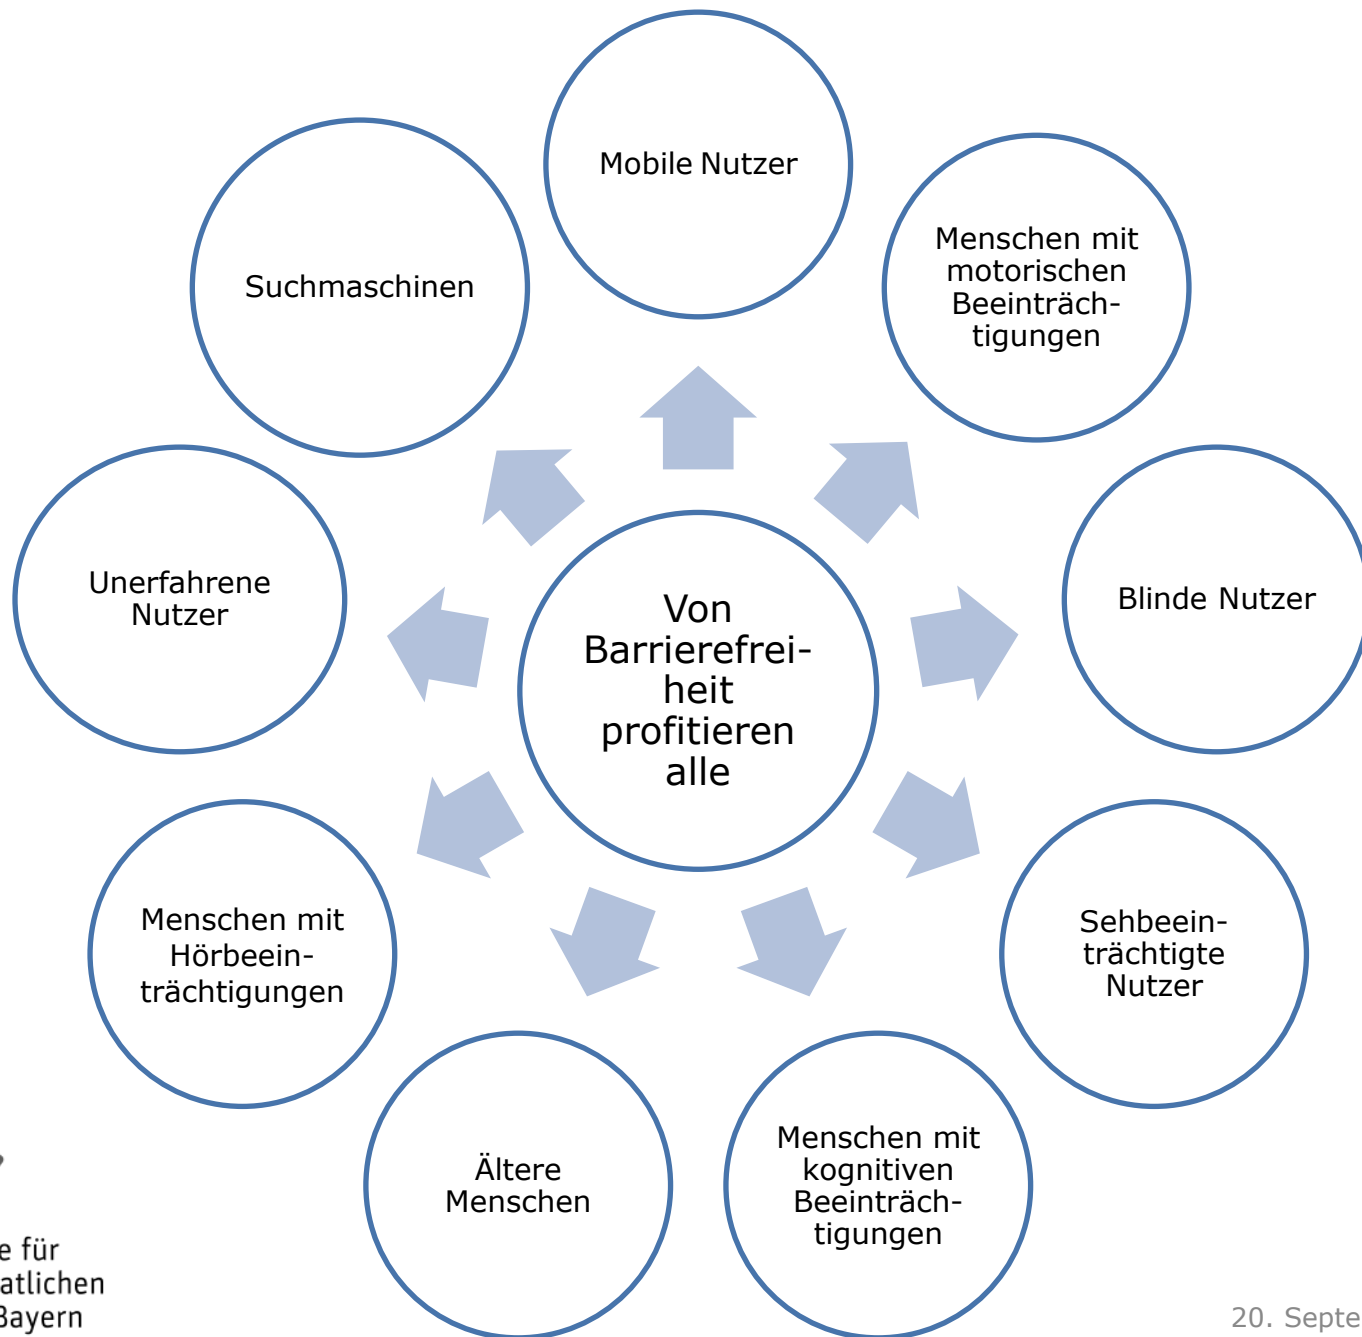 Mobile Nutzer
Menschen mit
motorischen
Beeinträch-
tigungen
Suchmaschinen
Blinde Nutzer
Unerfahrene
Nutzer
Von
Barrierefrei-
heit
profitieren
alle
Sehbeein-
trächtigte
Nutzer
Menschen mit
Hörbeein-
trächtigungen
Menschen mit
kognitiven
Beeinträch-
tigungen
Ältere
Menschen
e für
atlichen
Bayern
20. Septe